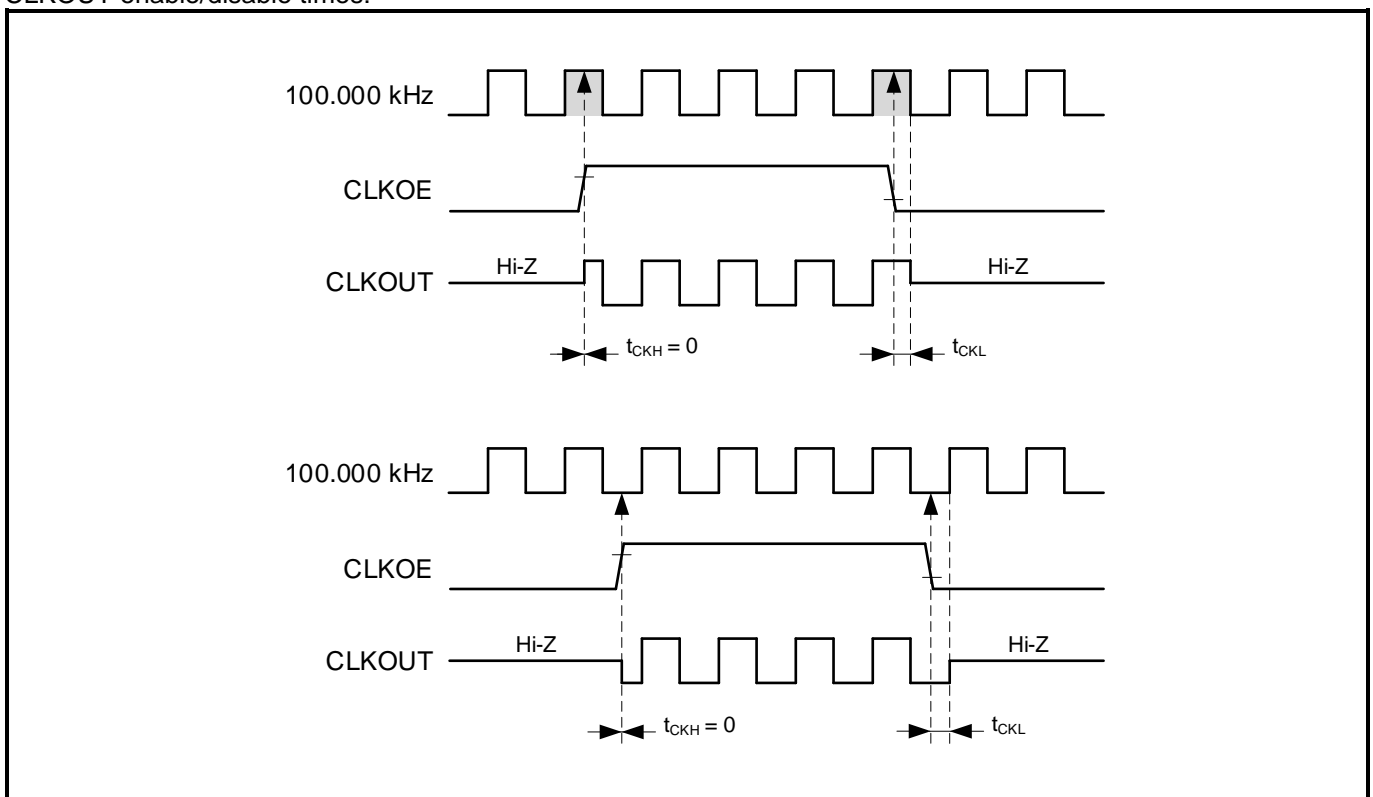 CLKOUT enable/disable times:
100.000 kHz
CLKOE
Hi-Z
Hi-Z
CLKOUT
tCKH = 0
tCKL
100.000 kHz
CLKOE
Hi-Z
Hi-Z
CLKOUT
tCKH = 0
tCKL